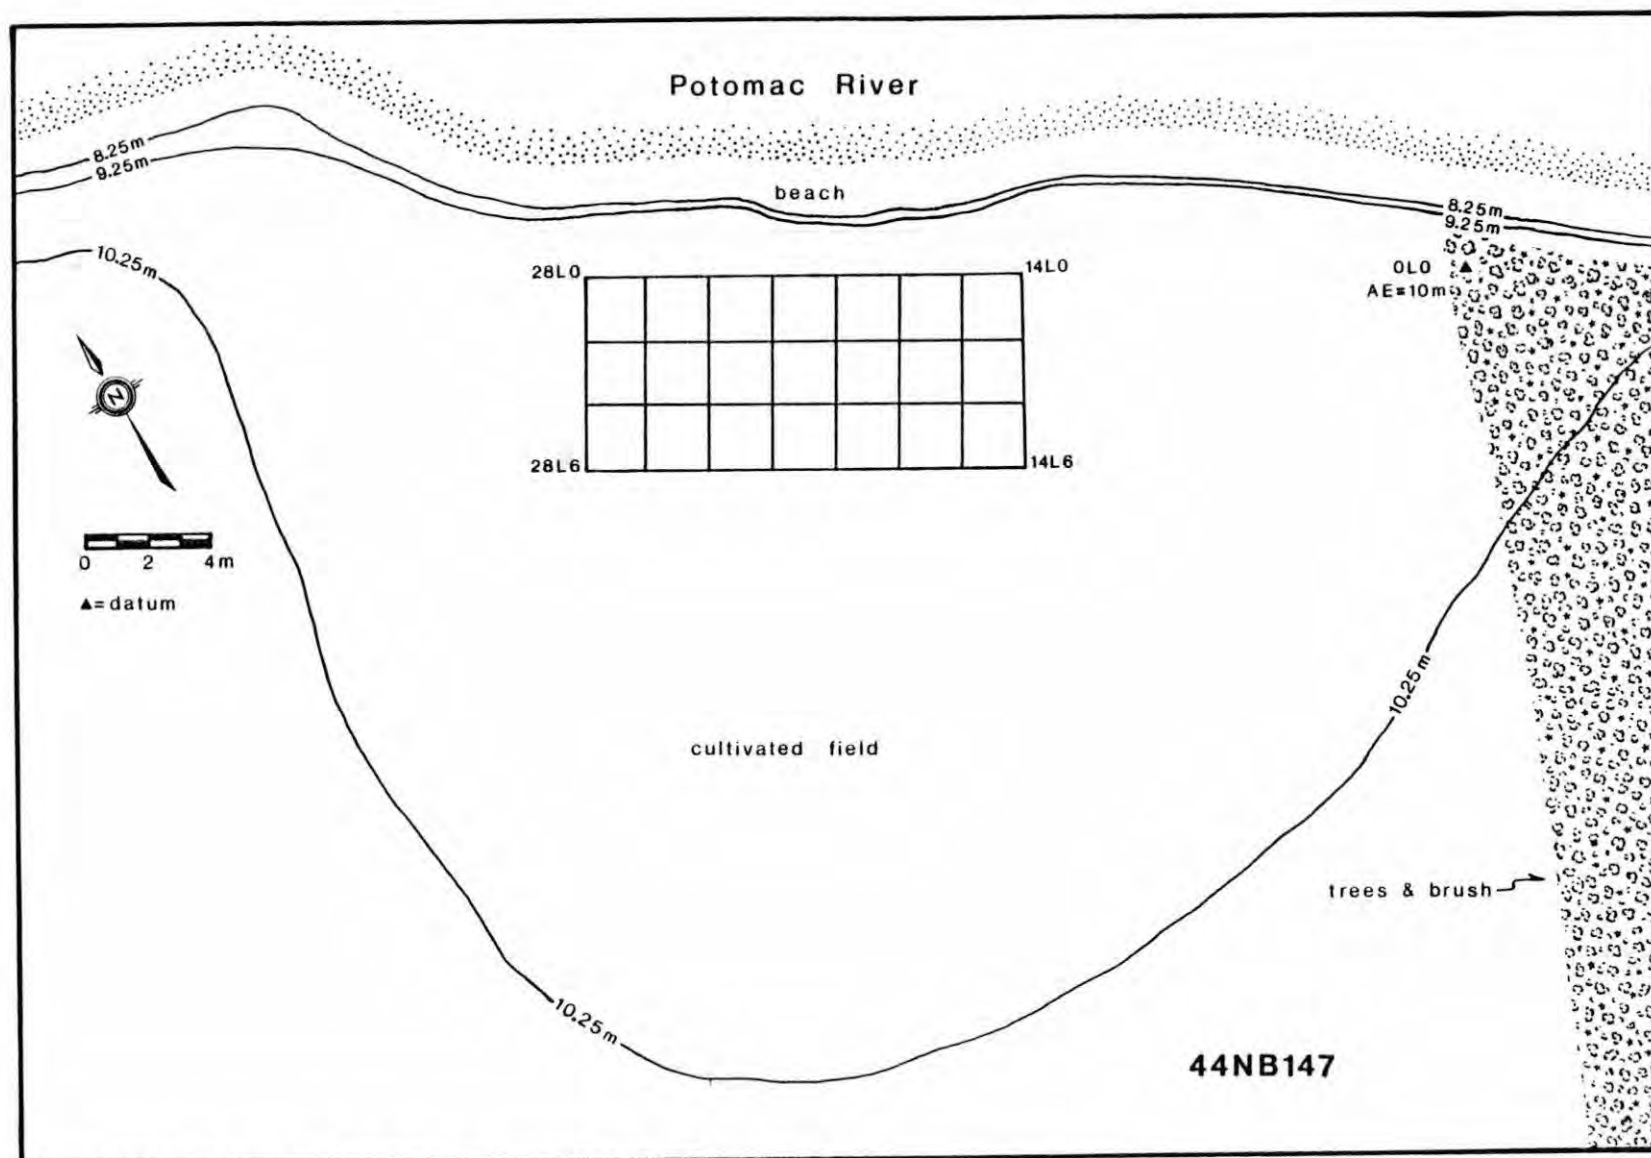 Potomac River
8.25m
9.25m
beach
8.25m
9.25m
10.25m
28L0
14L0
0L0
AE=10m
N
28L6
14L6
0 2 4m
▲=datum
10.25m
cultivated field
trees & brush
10.25m
44NB147